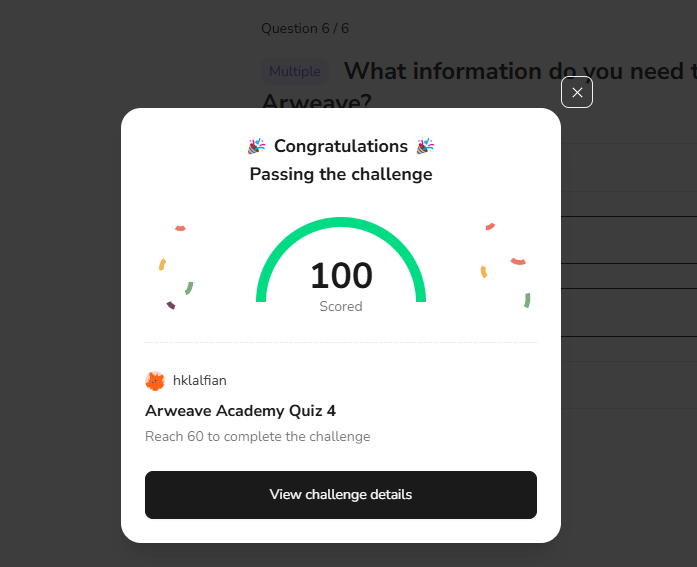 Question 6 / 6
Multiple What information do you need t
Arweave?
Congratulations
Passing the challenge
100
Scored
hklalfian
Arweave Academy Quiz 4
Reach 60 to complete the challenge
View challenge details